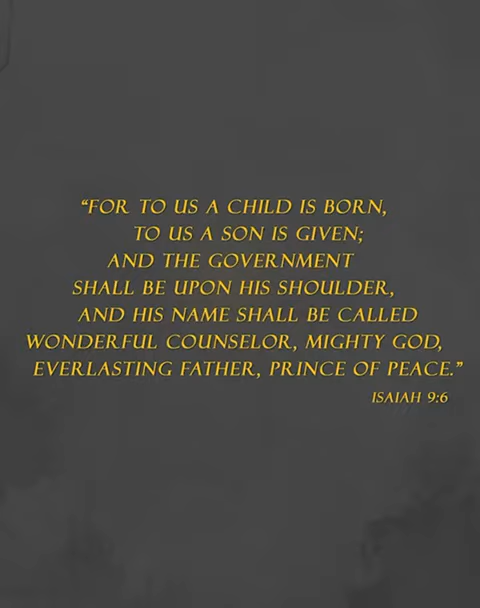 “FOR TO US A CHILD IS BORN,
TO US A SON IS GIVEN;
AND THE GOVERNMENT
SHALL BE UPON HIS SHOULDER,
AND HIS NAME SHALL BE CALLED
WONDERFUL COUNSELOR, MIGHTY GOD,
EVERLASTING FATHER, PRINCE OF PEACE.”
ISAIAH 9:6